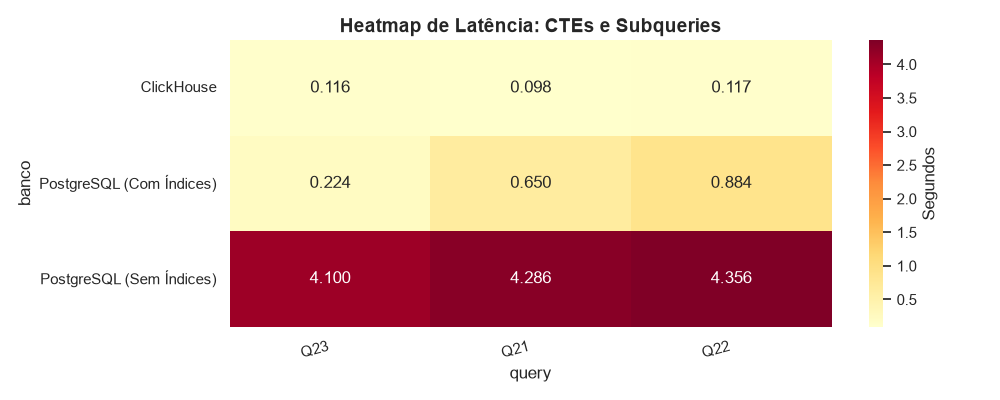 Heatmap de Latência: CTEs e Subqueries
banco
ClickHouse
0.116
0.098
0.117
PostgreSQL (Com Índices)
0.224
0.650
0.884
PostgreSQL (Sem Índices)
4.100
4.286
4.356
Q23
Q21
Q22
query
4.0
3.5
3.0
2.5
2.0
1.5
1.0
0.5
Segundos